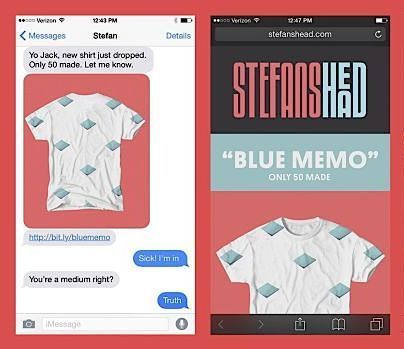 Verizon
12:43 PM
Messages
Stefan
Details
Yo Jack, new shirt just dropped.
Only 50 made. Let me know.
http://bit.ly/bluememo
Sick! I'm in
You're a medium right?
Truth
iMessage
Verizon
12:47 PM
stefanshead.com
STEFANSHEAD
“BLUE MEMO”
ONLY 50 MADE